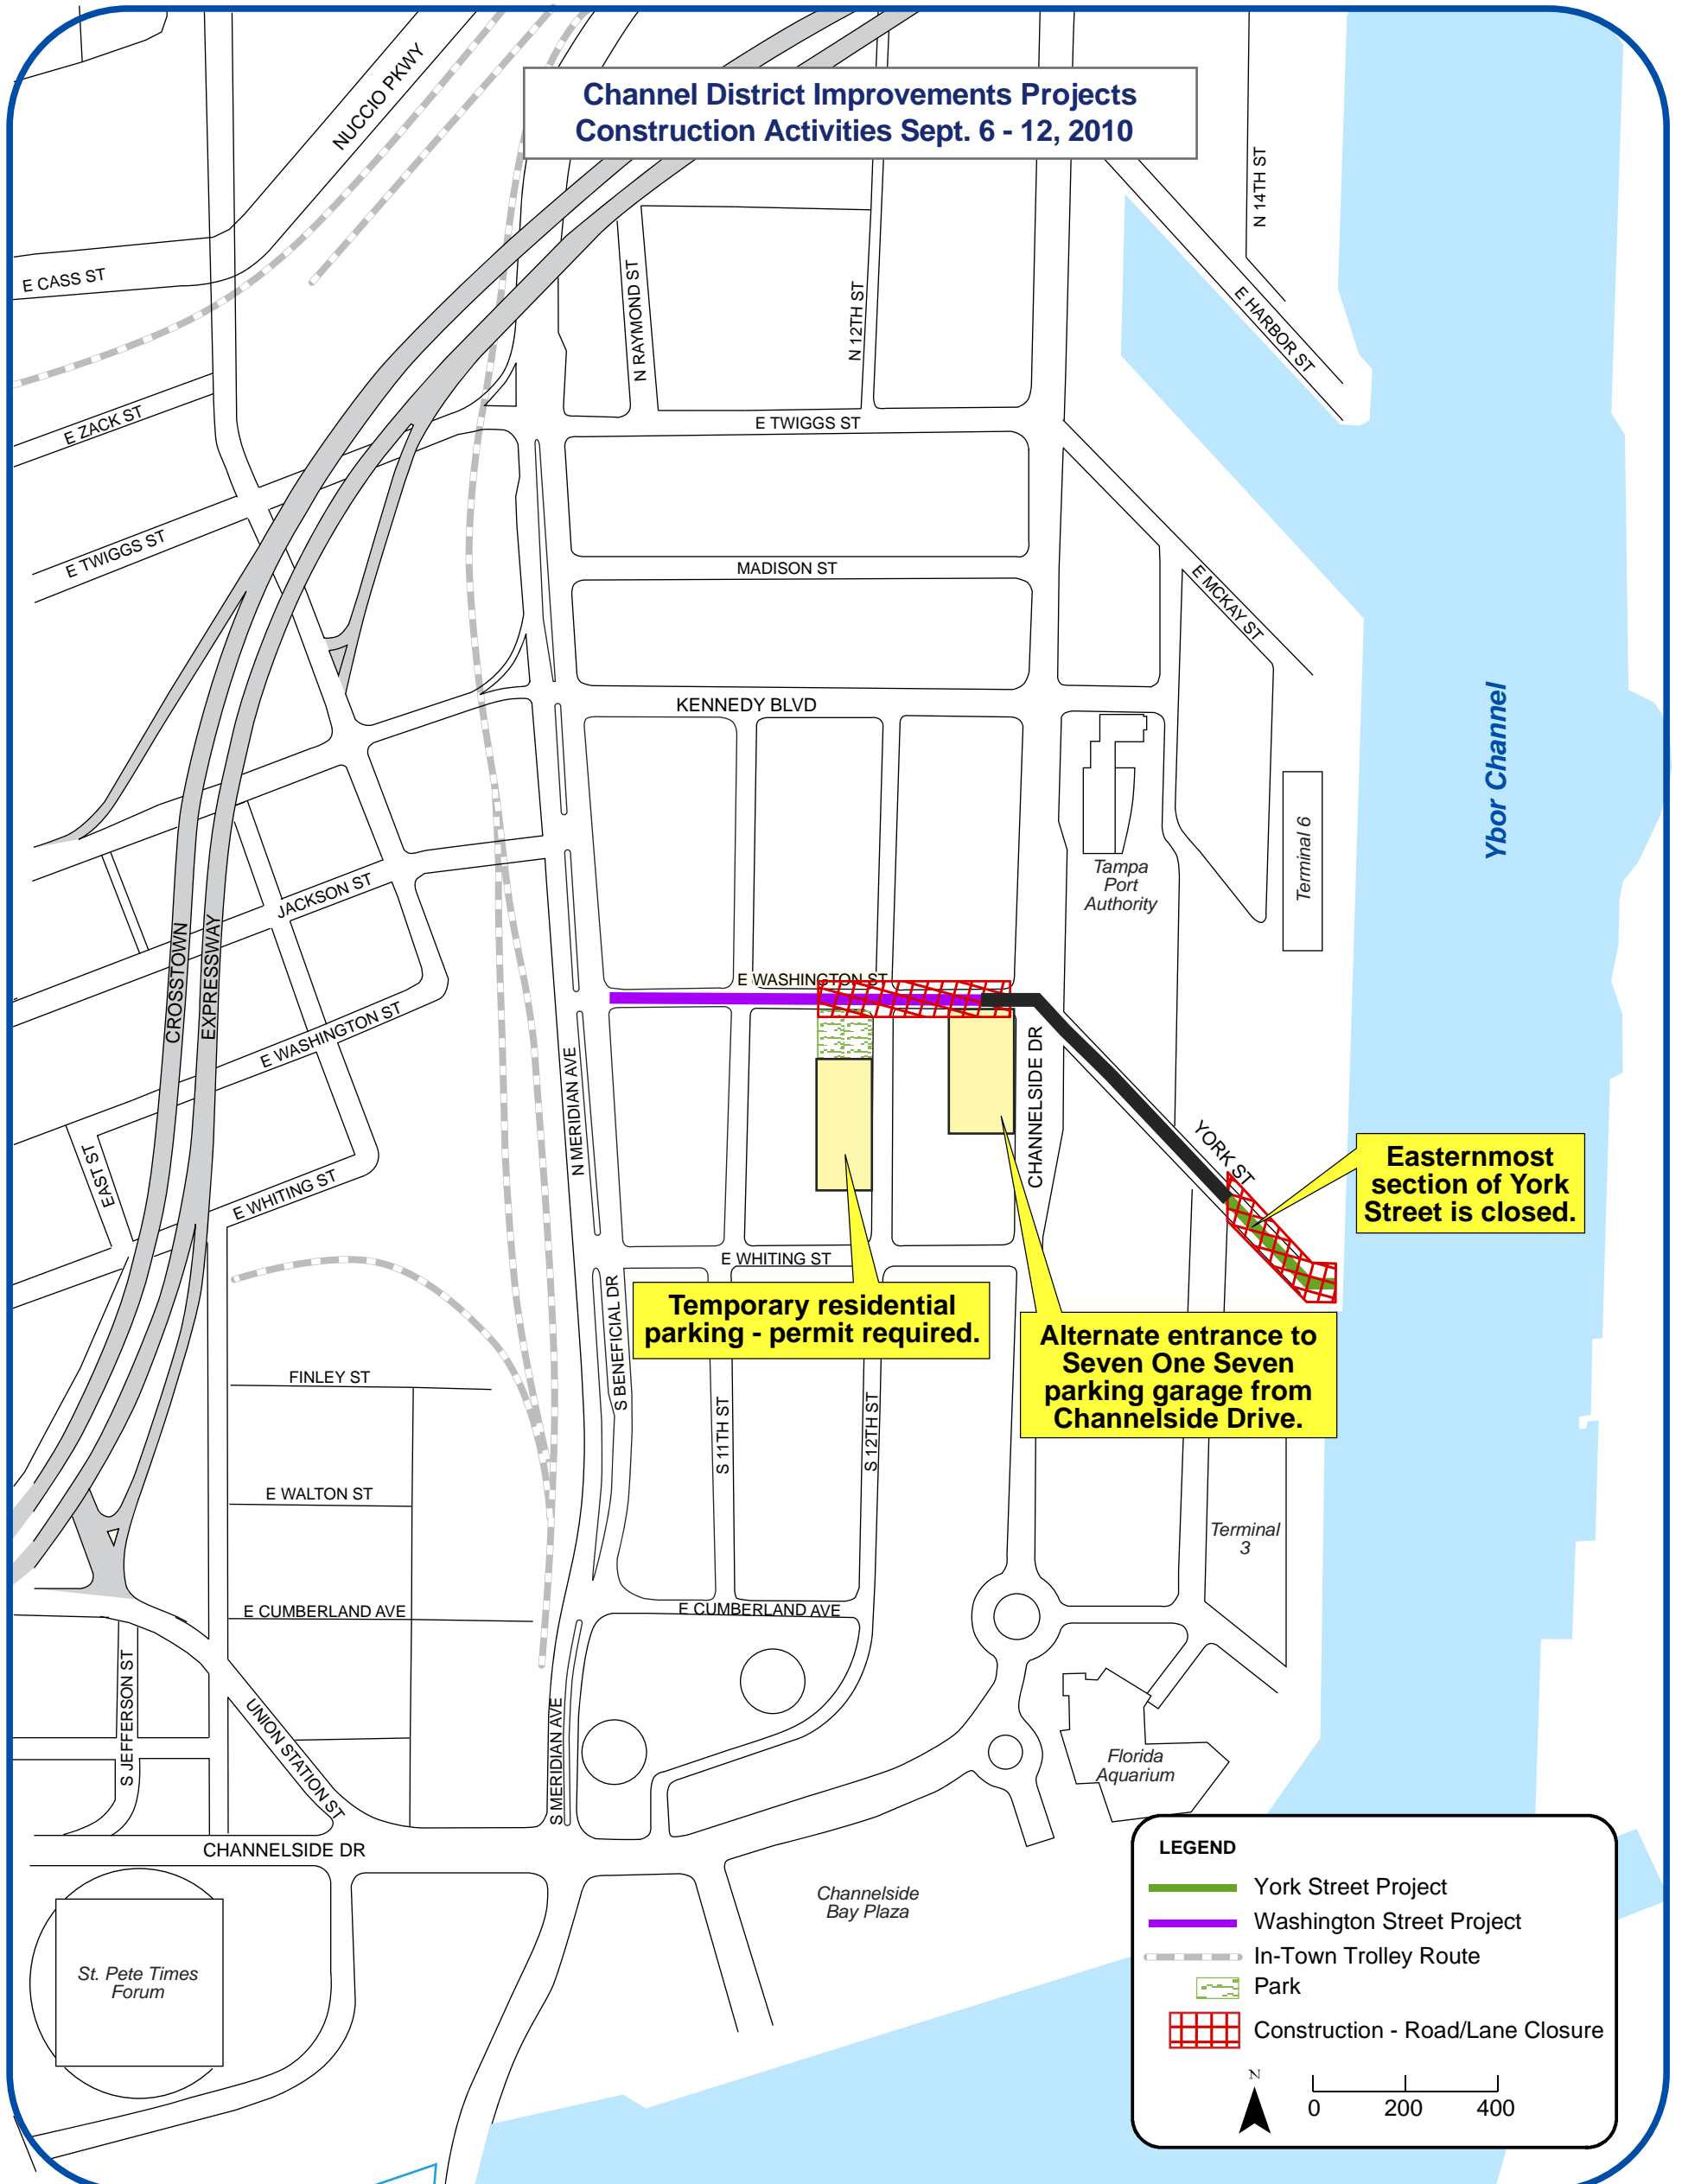 Channel District Improvements Projects
Construction Activities Sept. 6 - 12, 2010
NUCCIO PKWY
N 14TH ST
E CASS ST
N RAYMOND ST
N 12TH ST
E HARBOR ST
E ZACK ST
E TWIGGS ST
E TWIGGS ST
MADISON ST
E MCKAY ST
KENNEDY BLVD
Ybor Channel
Terminal 6
Tampa
Port
Authority
JACKSON ST
CROSSTOWN
EXPRESSWAY
E WASHINGTON ST
E WASHINGTON ST
N MERIDIAN AVE
CHANNELSIDE DR
YORK ST
EAST ST
E WHITING ST
Easternmost
section of York
Street is closed.
E WHITING ST
Temporary residential
parking - permit required.
Alternate entrance to
Seven One Seven
parking garage from
Channelside Drive.
S BENEFICIAL DR
FINLEY ST
S 11TH ST
S 12TH ST
E WALTON ST
Terminal
3
E CUMBERLAND AVE
E CUMBERLAND AVE
S JEFFERSON ST
UNION STATION ST
S MERIDIAN AVE
Florida
Aquarium
CHANNELSIDE DR
Channelside
Bay Plaza
St. Pete Times
Forum
LEGEND
York Street Project
Washington Street Project
In-Town Trolley Route
Park
Construction - Road/Lane Closure
N
0 200 400